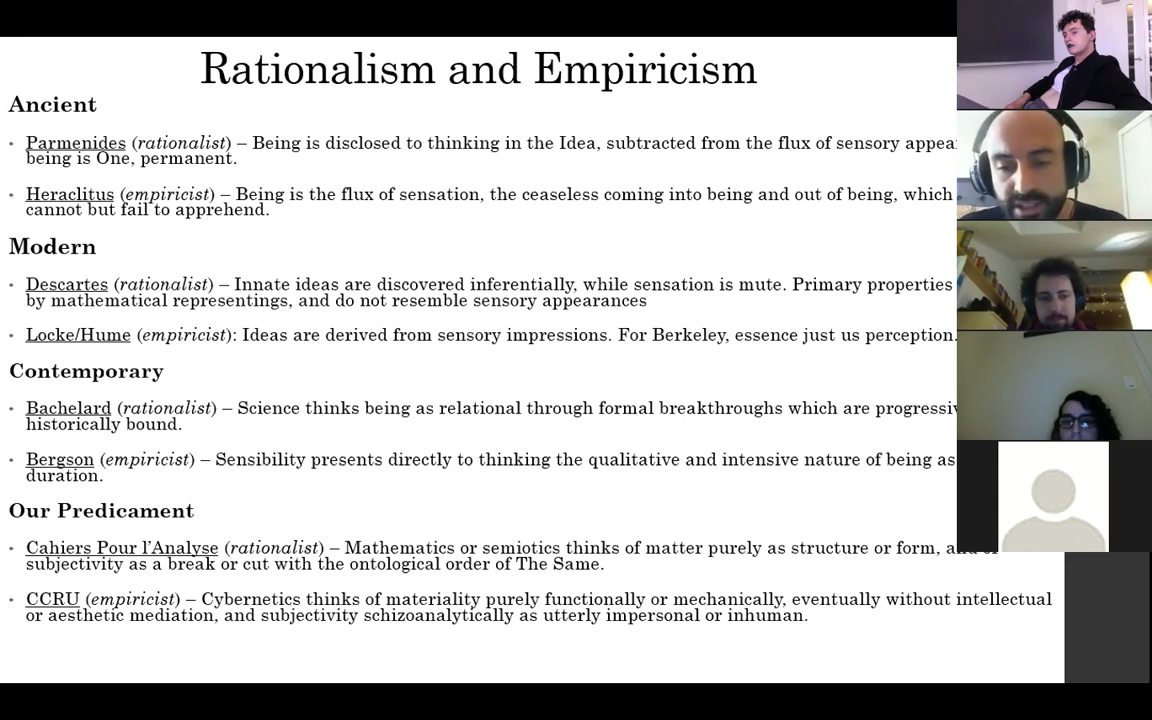 Rationalism and Empiricism
Ancient
• Parmenides (rationalist) – Being is disclosed to thinking in the Idea, subtracted from the flux of sensory
being is One, permanent.
• Heraclitus (empiricist) – Being is the flux of sensation, the ceaseless coming into being and out of being, which
cannot but fail to apprehend.
Modern
• Descartes (rationalist) – Innate ideas are discovered inferentially, while sensation is mute. Primary properties
by mathematical representings, and do not resemble sensory appearances
• Locke/Hume (empiricist): Ideas are derived from sensory impressions. For Berkeley, essence just us perception.
Contemporary
• Bachelard (rationalist) – Science thinks being as relational through formal breakthroughs which are
historically bound.
• Bergson (empiricist) – Sensibility presents directly to thinking the qualitative and intensive nature of being as
duration.
Our Predicament
• Cahiers Pour l'Analyse (rationalist) – Mathematics or semiotics thinks of matter purely as structure or form,
subjectivity as a break or cut with the ontological order of The Same.
• CCRU (empiricist) – Cybernetics thinks of materiality purely functionally or mechanically, eventually without intellectual
or aesthetic mediation, and subjectivity schizoanalytically as utterly impersonal or inhuman.